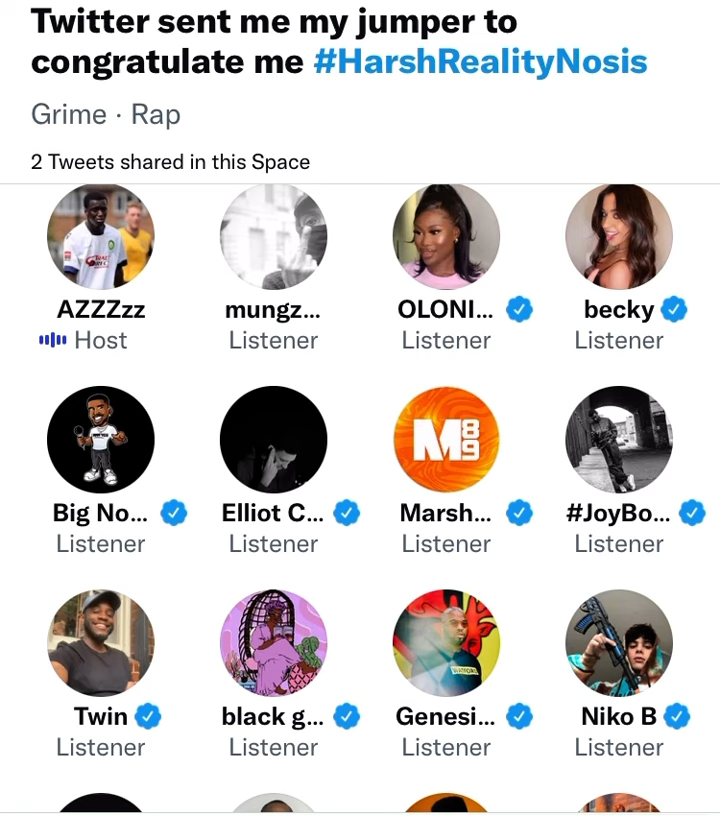 Twitter sent me my jumper to
congratulate me #HarshRealityNosis
Grime · Rap
2 Tweets shared in this Space
AZZZzz mungz... OLONI... becky
Host Listener Listener Listener
M89
Big No... Elliot C... Marsh... #JoyBo...
Listener Listener Listener Listener
Twin black g... Genesi... Niko B
Listener Listener Listener Listener